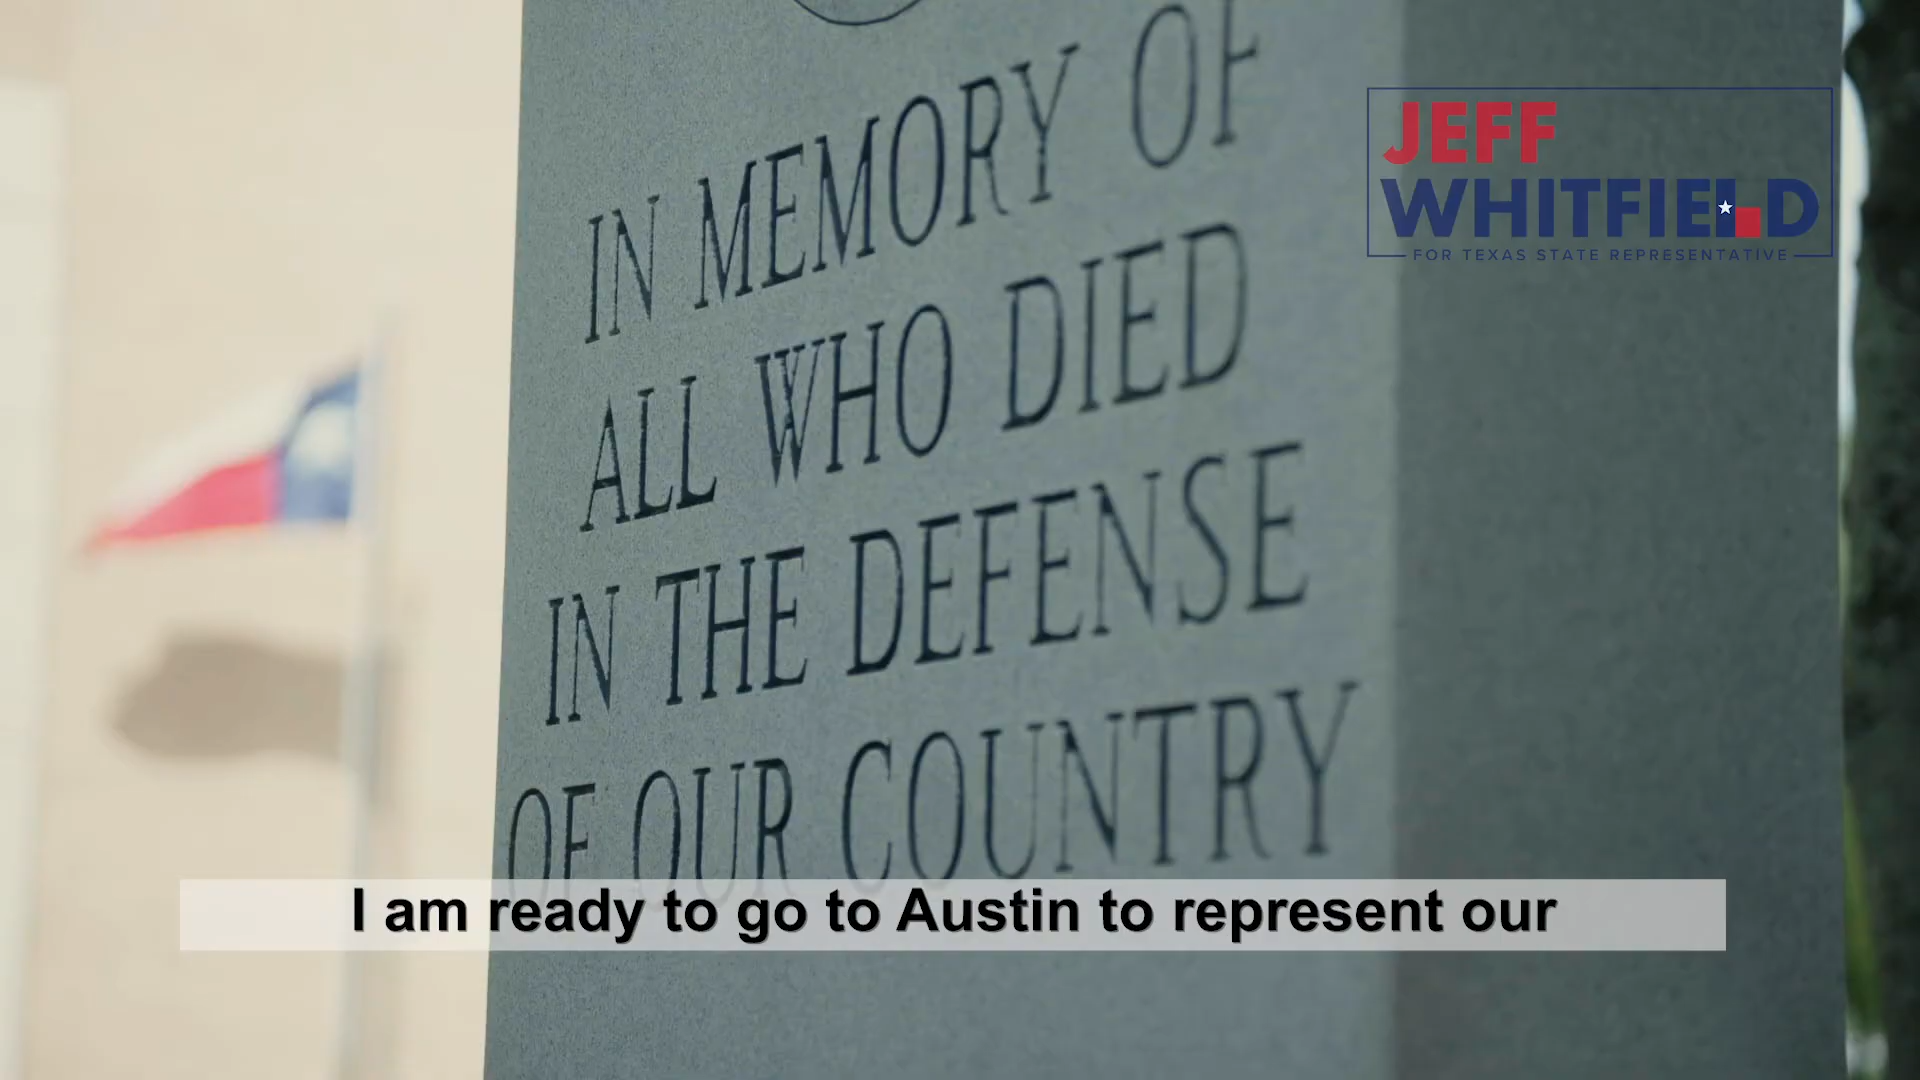 IN MEMORY OF
ALL WHO DIED
IN THE DEFENSE
OF OUR COUNTRY
JEFF
WHITFIELD
FOR TEXAS STATE REPRESENTATIVE
I am ready to go to Austin to represent our